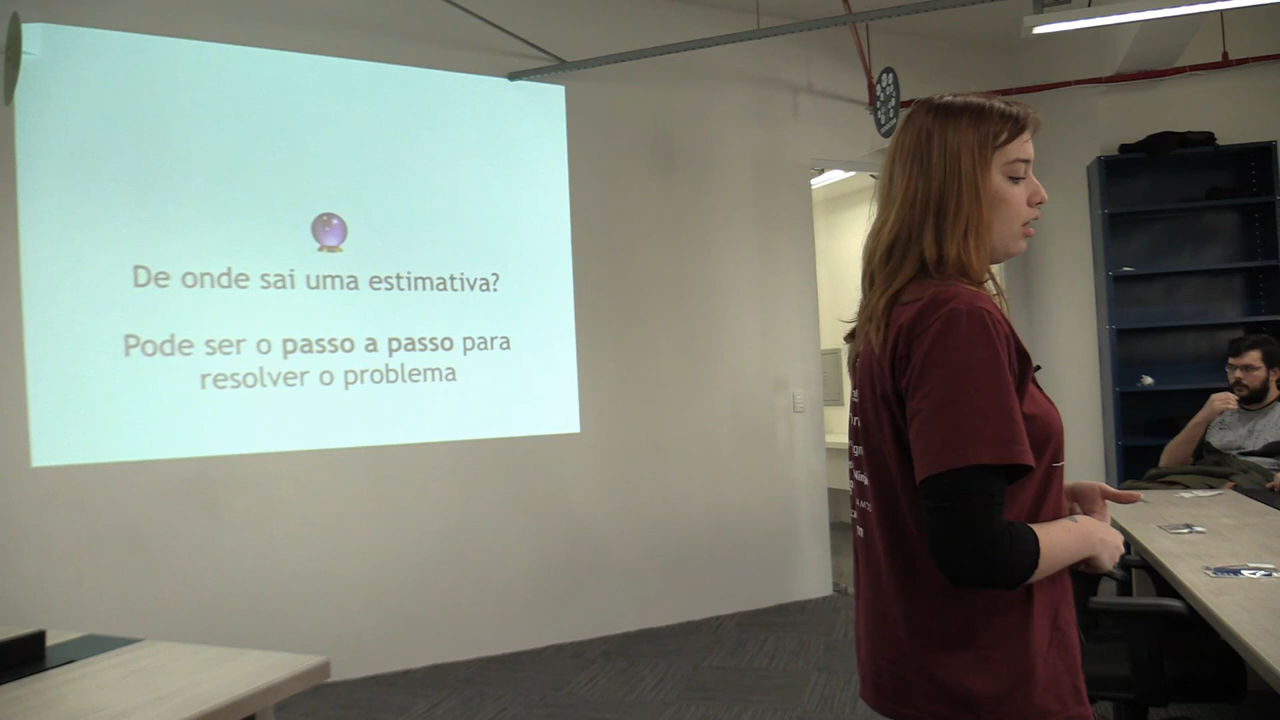 De onde sai uma estimativa?
Pode ser o passo a passo para
resolver o problema